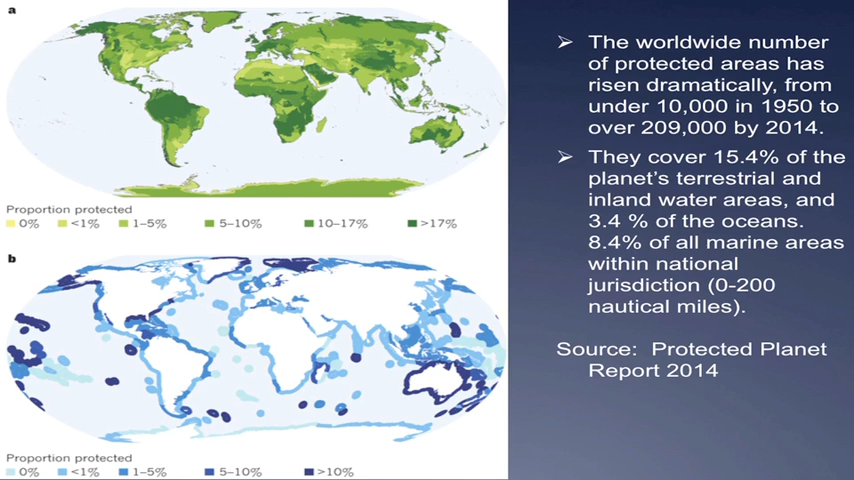 a
Proportion protected
0% <1% 1–5% 5–10% 10–17% >17%
b
Proportion protected
0% <1% 1–5% 5–10% >10%
➢ The worldwide number
of protected areas has
risen dramatically, from
under 10,000 in 1950 to
over 209,000 by 2014.
➢ They cover 15.4% of the
planet's terrestrial and
inland water areas, and
3.4 % of the oceans.
8.4% of all marine areas
within national
jurisdiction (0-200
nautical miles).
Source: Protected Planet
Report 2014